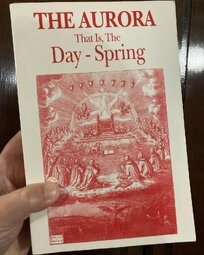 THE AURORA
That Is, The
Day - Spring